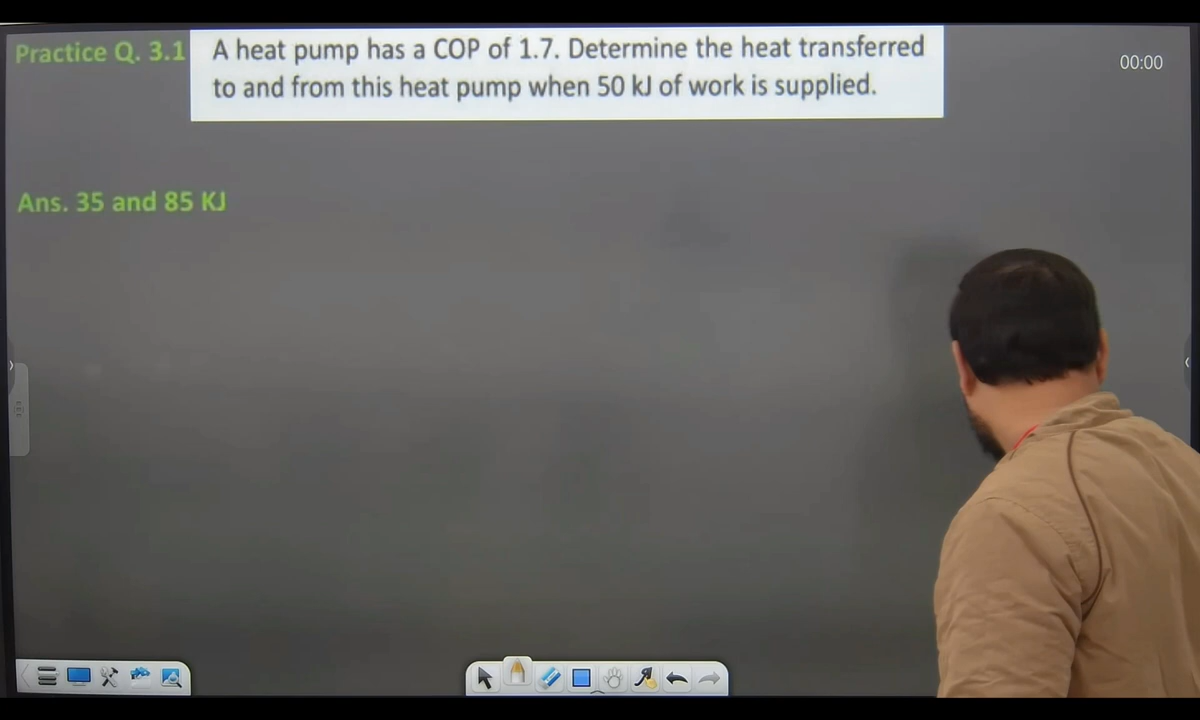 Practice Q. 3.1
A heat pump has a COP of 1.7. Determine the heat transferred
to and from this heat pump when 50 kJ of work is supplied.
00:00
Ans. 35 and 85 KJ